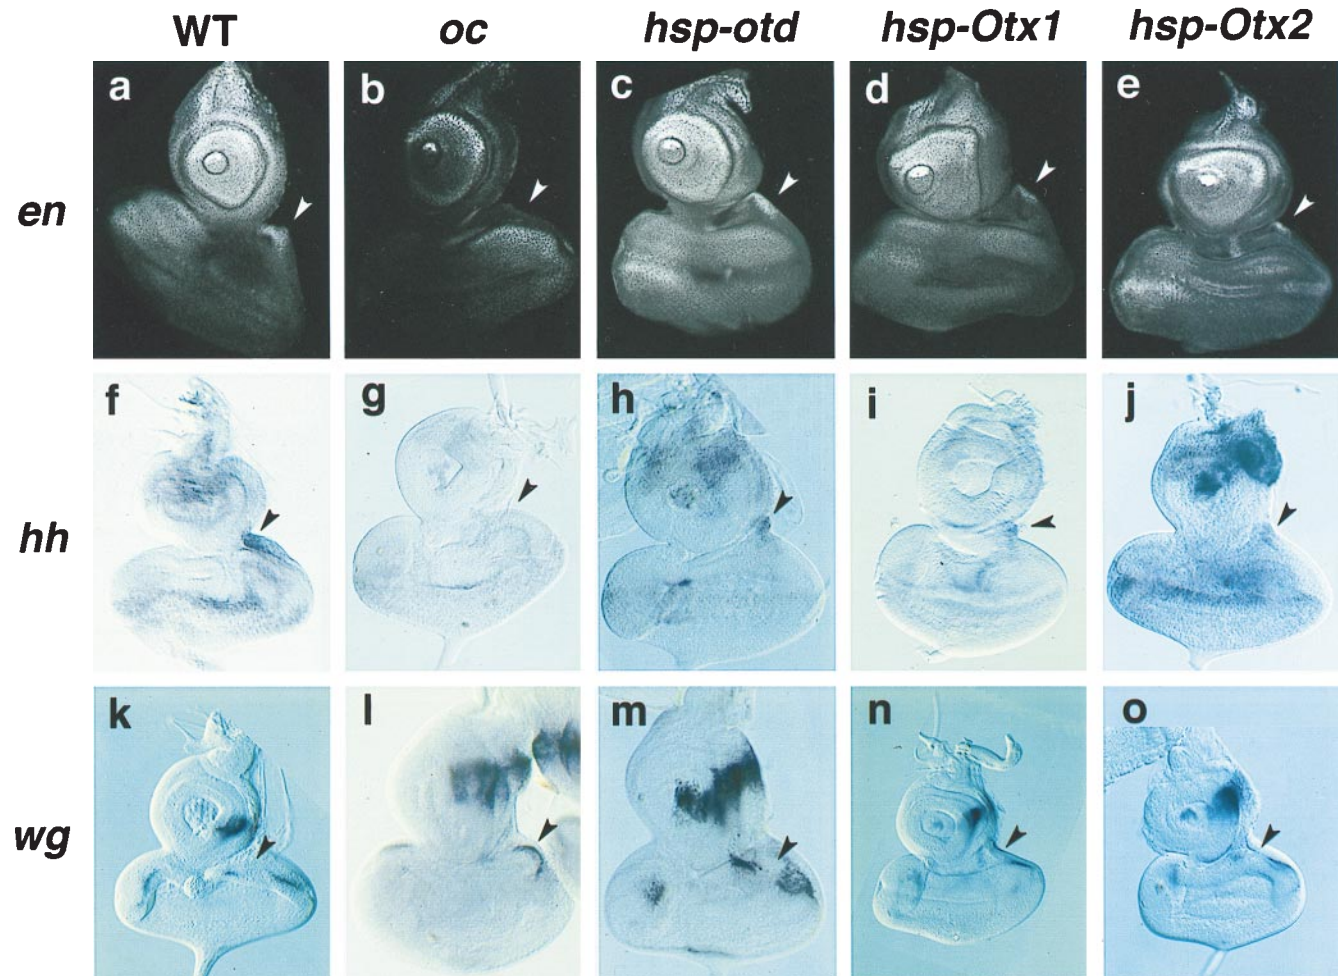 WT oc hsp-otd hsp-Otx1 hsp-Otx2
en a b c d e
hh f g h i j
wg k l m n o